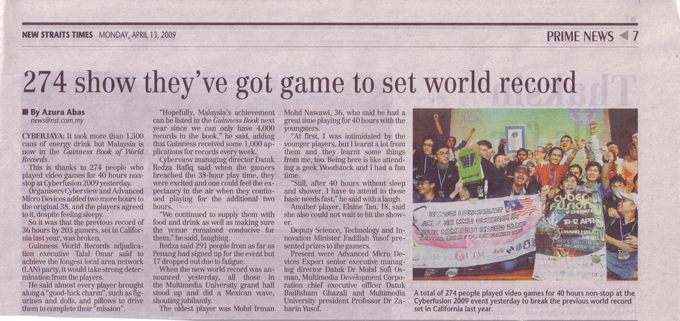 NEW STRAITS TIMES MONDAY, APRIL 13, 2009
PRIME NEWS ◄ 7
274 show they've got game to set world record
■ By Azura Abas
news@nst.com.my
CYBERJAYA: It took more than 1,500
cans of energy drink but Malaysia is
now in the Guinness Book of World
Records.
This is thanks to 274 people who
played video games for 40 hours non-
stop at Cyberfusion 2009 yesterday.
Organisers Cyberview and Advanced
Micro Devices added two more hours to
the original 38, and the players agreed
to it, despite feeling sleepy.
So it was that the previous record of
36 hours by 203 gamers, set in Califor-
nia last year, was broken.
Guinness World Records adjudica-
tion executive Talal Omar said to
achieve the longest local area network
(LAN) party, it would take strong deter-
mination from the players.
He said almost every player brought
along a "good-luck charm", such as fig-
urines and dolls, and pillows to drive
them to complete their "mission".
"Hopefully, Malaysia's achievement
can be listed in the Guinness Book next
year since we can only have 4,000
records in the book," he said, adding
that Guinness received some 1,000
applications for records every week.
Cyberview managing director Datuk
Redza Rafiq said when the gamers
breached the 38-hour play time, they
were excited and one could feel the ex-
pectancy in the air when they contin-
ued playing for the additional two
hours.
"We continued to supply them with
food and drink as well as making sure
the venue remained conducive for
them," he said, laughing.
Redza said 291 people from as far as
Penang had signed up for the event but
17 dropped out due to fatigue.
When the new world record was an-
nounced yesterday, all those in
the Multimedia University grand hall
stood up and did a Mexican wave,
shouting jubilantly.
The oldest player was Mohd Irman
Mohd Nawawi, 36, who said he had a
great time playing for 40 hours with the
youngsters.
"At first, I was intimidated by the
younger players, but I learnt a lot from
them and they learnt some things
from me, too. Being here is like attend-
ing a geek Woodstock and I had a fun
time.
"Still, after 40 hours without sleep
and shower, I have to attend to these
basic needs fast," he said with a laugh.
Another player, Elaine Tan, 18, said
she also could not wait to hit the show-
er.
Deputy Science, Technology and In-
novation Minister Fadillah Yusof pre-
sented prizes to the gamers.
Present were Advanced Micro De-
vices Export senior executive manag-
ing director Datuk Dr Mohd Sofi Os-
man, Multimedia Development Corpo-
ration chief executive officer Datuk
Badlisham Ghazali and Multimedia
University president Professor Dr Za-
harin Yusof.
A total of 274 people played video games for 40 hours non-stop at the
Cyberfusion 2009 event yesterday to break the previous world record
set in California last year.